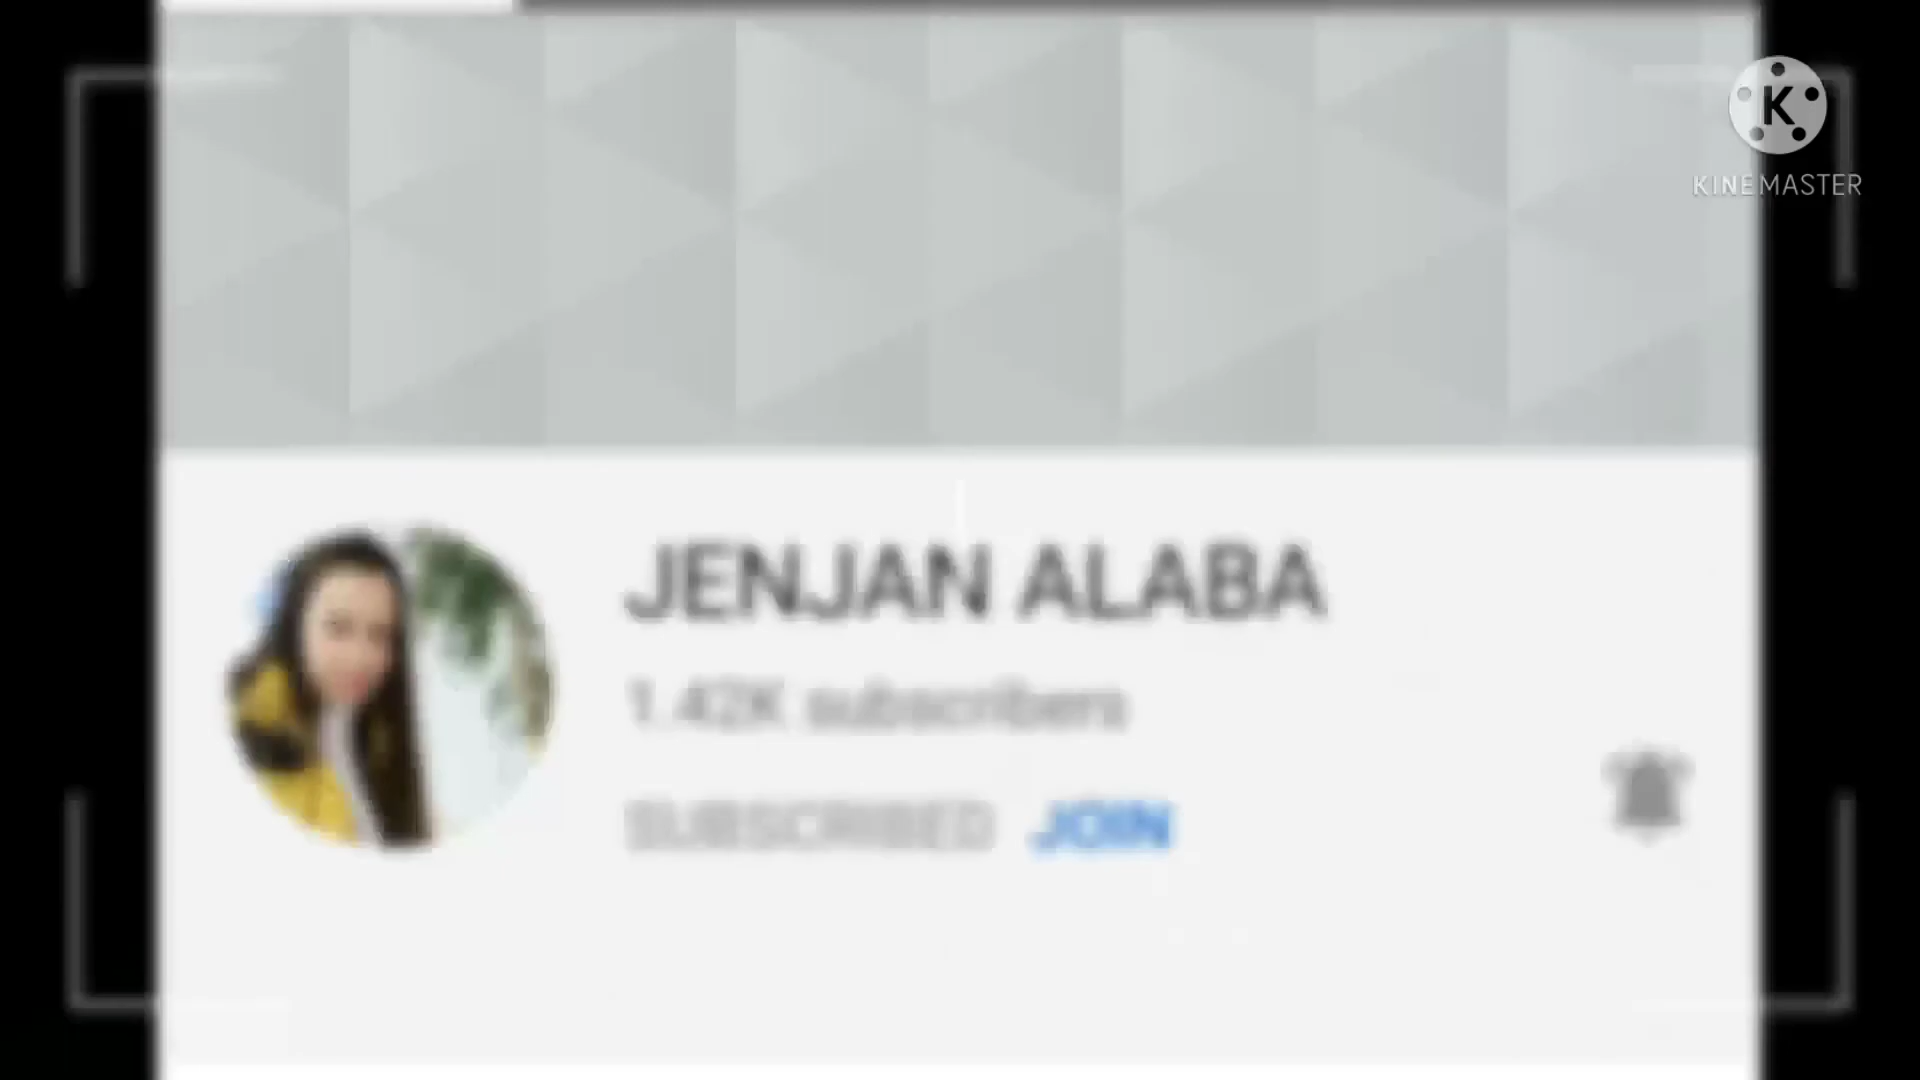 K
KINEMASTER
JENJAN ALABA
1.42K subscribers
SUBSCRIBED JOIN